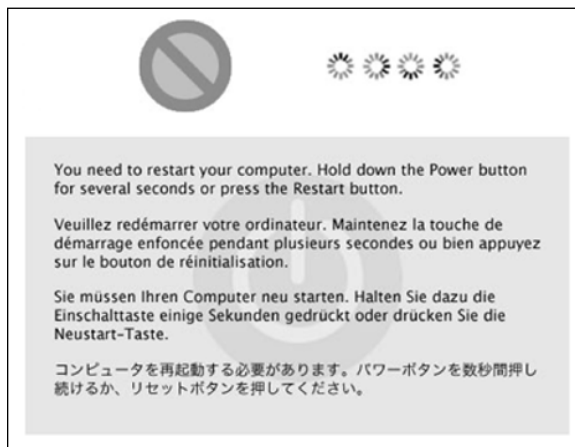 You need to restart your computer. Hold down the Power button
for several seconds or press the Restart button.
Veuillez redémarrer votre ordinateur. Maintenez la touche de
démarrage enfoncée pendant plusieurs secondes ou bien appuyez
sur le bouton de réinitialisation.
Sie müssen Ihren Computer neu starten. Halten Sie dazu die
Einschalttaste einige Sekunden gedrückt oder drücken Sie die
Neustart-Taste.
コンピュータを再起動する必要があります。パワーボタンを数秒間押し
続けるか、リセットボタンを押してください。